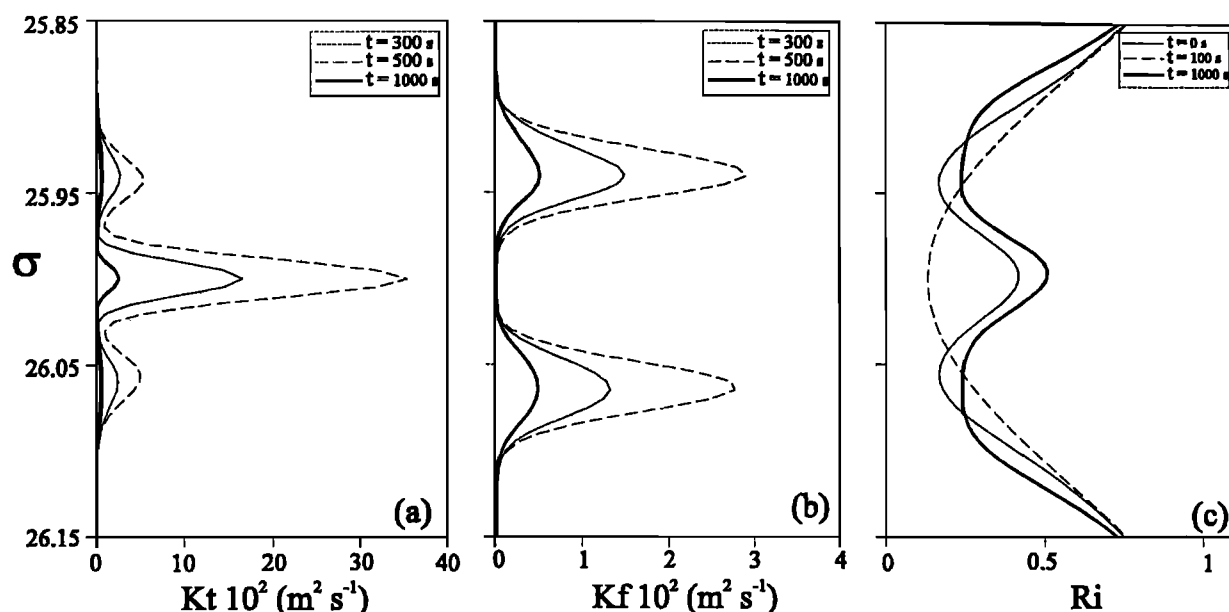 25.85
25.95
σ
26.05
26.15
t = 300 s
t = 500 s
t = 1000 s
(a)
0 10 20 30 40
Kt 10² (m² s⁻¹)
t = 300 s
t = 500 s
t = 1000 s
(b)
0 1 2 3 4
Kf 10² (m² s⁻¹)
t = 0 s
t = 100 s
t = 1000 s
(c)
0.5 1
Ri